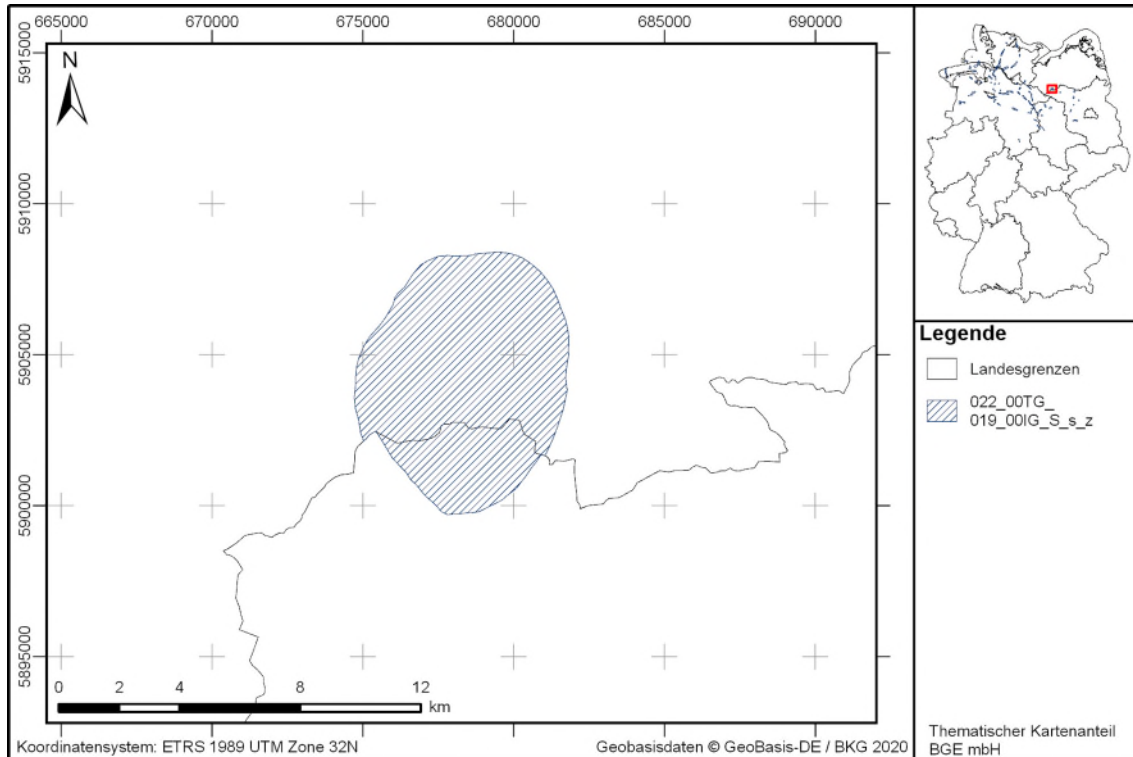 665000 670000 675000 680000 685000 690000
5915000
5910000
5905000
5900000
5895000
N
0 2 4 8 12
km
Koordinatensystem: ETRS 1989 UTM Zone 32N
Geobasisdaten © GeoBasis-DE / BKG 2020
Legende
Landesgrenzen
022_00TG_
019_00IG_S_s_z
Thematischer Kartenanteil
BGE mbH